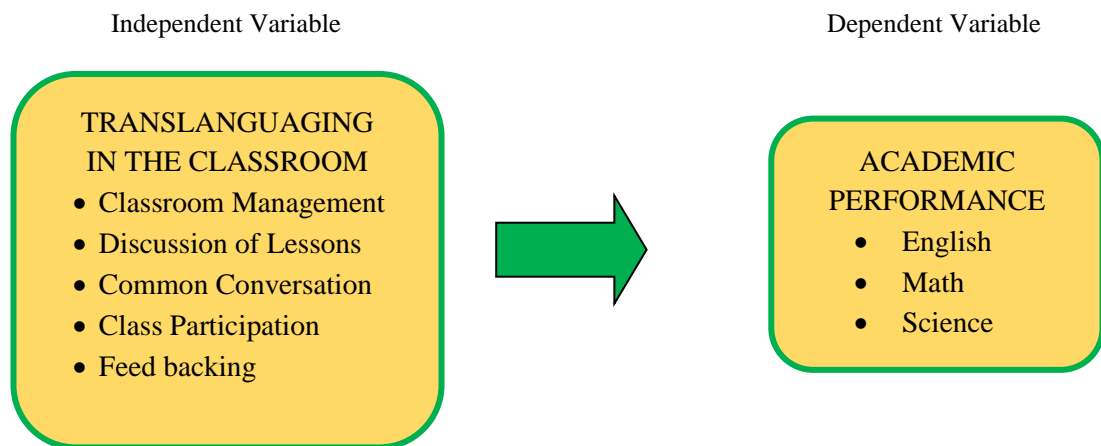 Independent Variable
Dependent Variable
TRANSLANGUAGING
IN THE CLASSROOM
• Classroom Management
• Discussion of Lessons
• Common Conversation
• Class Participation
• Feed backing
ACADEMIC
PERFORMANCE
• English
• Math
• Science